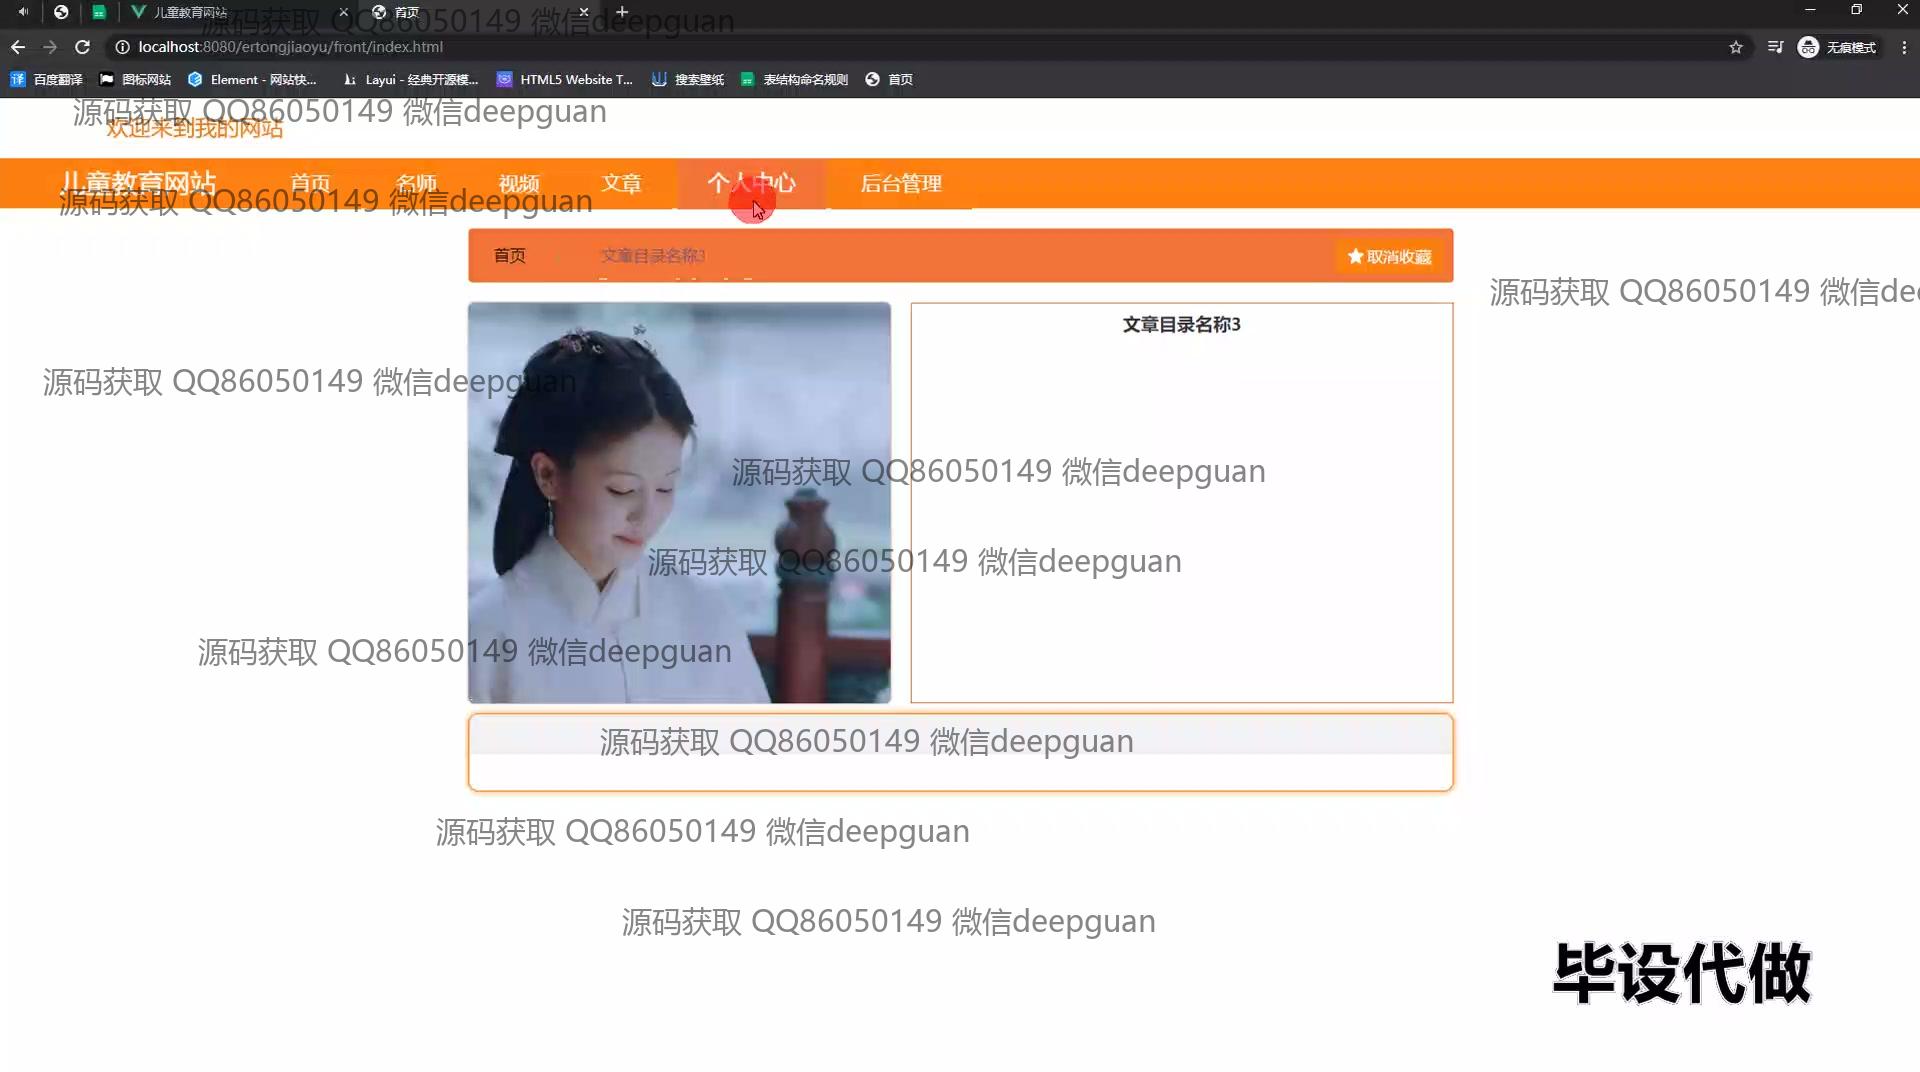 儿童教育网站
首页
源码获取 QQ86050149 微信deepguan
localhost:8080/ertongjiaoyu/front/index.html
无痕模式
百度翻译 图标网站 Element - 网站快... Layui - 经典开源模... HTML5 Website T... 搜索壁纸 表结构命名规则 首页
源码获取 QQ86050149 微信deepguan
欢迎来到我的网站
儿童教育网站 首页 名师 视频 文章 个人中心 后台管理
源码获取 QQ86050149 微信deepguan
首页 文章目录名称3 取消收藏
源码获取 QQ86050149 微信de
文章目录名称3
源码获取 QQ86050149 微信deepguan
源码获取 QQ86050149 微信deepguan
源码获取 QQ86050149 微信deepguan
源码获取 QQ86050149 微信deepguan
源码获取 QQ86050149 微信deepguan
源码获取 QQ86050149 微信deepguan
源码获取 QQ86050149 微信deepguan
毕设代做